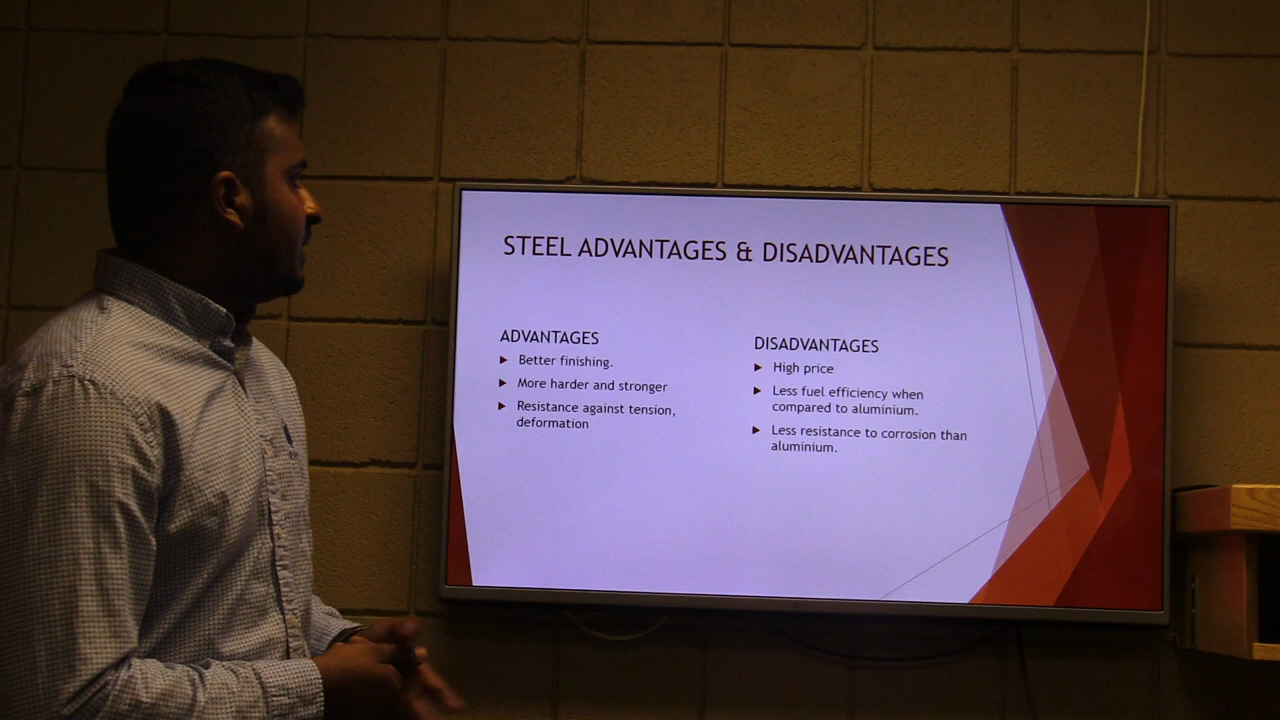 STEEL ADVANTAGES & DISADVANTAGES
ADVANTAGES
Better finishing.
More harder and stronger
Resistance against tension,
deformation
DISADVANTAGES
High price
Less fuel efficiency when
compared to aluminium.
Less resistance to corrosion than
aluminium.